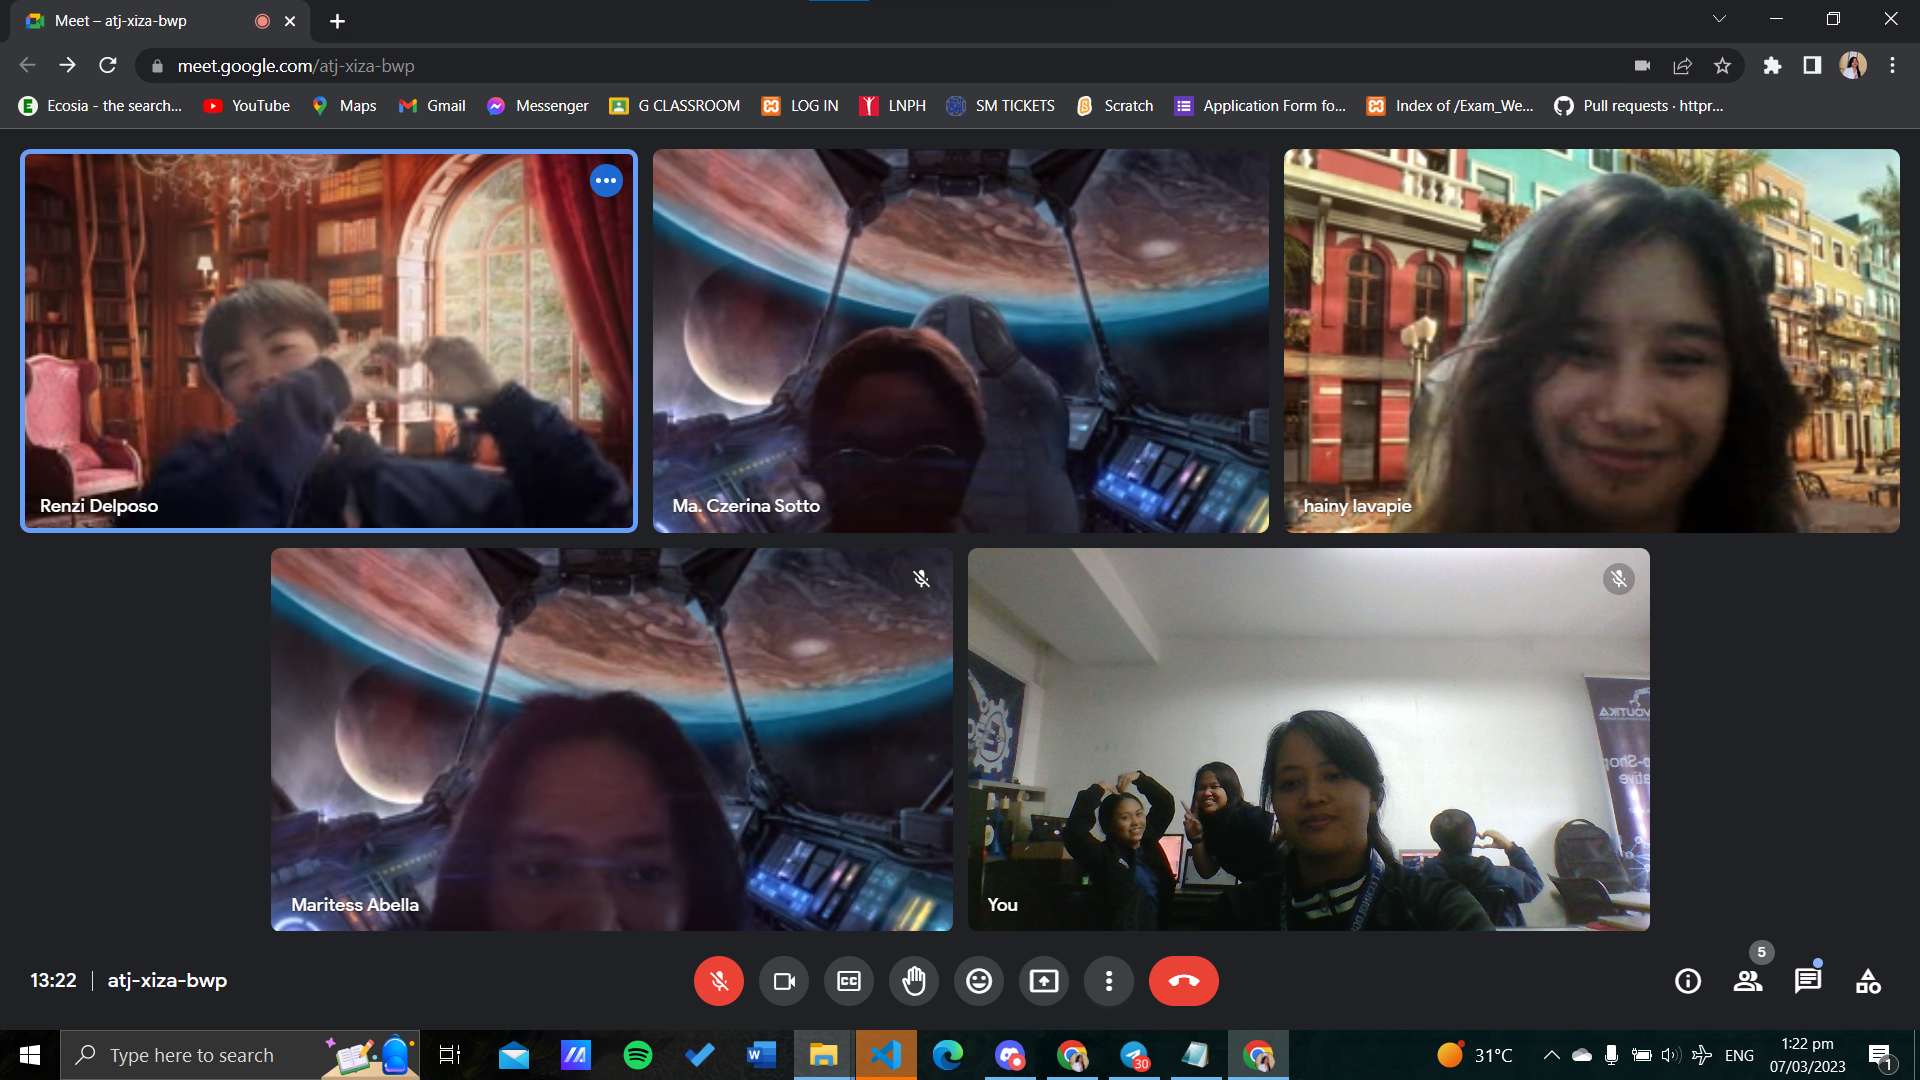 Meet – atj-xiza-bwp
meet.google.com/atj-xiza-bwp
Ecosia - the search...
YouTube
Maps
Gmail
Messenger
G CLASSROOM
LOG IN
LNPH
SM TICKETS
Scratch
Application Form fo...
Index of /Exam_We...
Pull requests · httpr...
Renzi Delposo
Ma. Czerina Sotto
hainy lavapie
Maritess Abella
You
13:22
atj-xiza-bwp
5
Type here to search
30
31°C
ENG
1:22 pm
07/03/2023
1